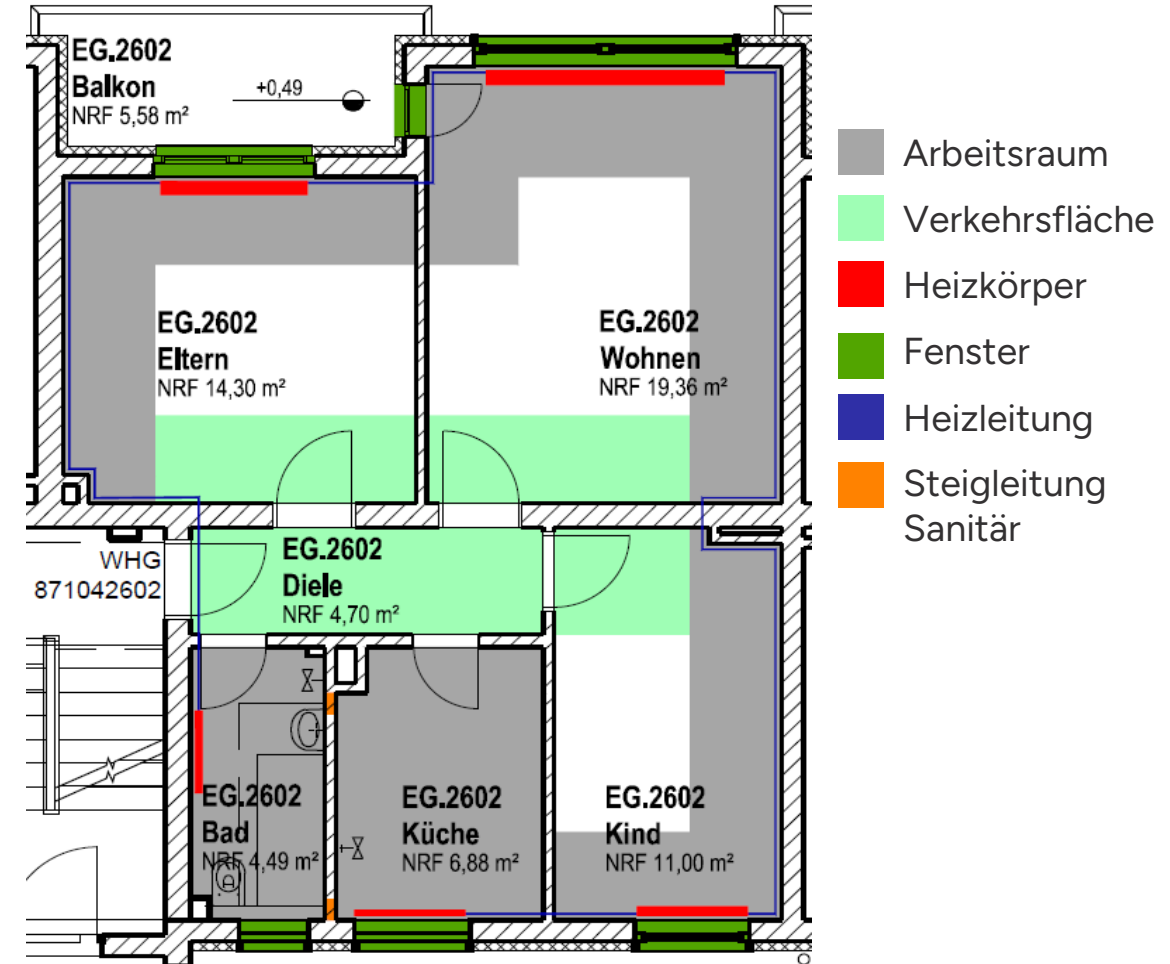 EG.2602
Balkon
NRF 5,58 m²
+0,49
EG.2602
Eltern
NRF 14,30 m²
EG.2602
Wohnen
NRF 19,36 m²
WHG
871042602
EG.2602
Diele
NRF 4,70 m²
EG.2602
Bad
NRF 4,49 m²
EG.2602
Küche
NRF 6,88 m²
EG.2602
Kind
NRF 11,00 m²
Arbeitsraum
Verkehrsfläche
Heizkörper
Fenster
Heizleitung
Steigleitung
Sanitär